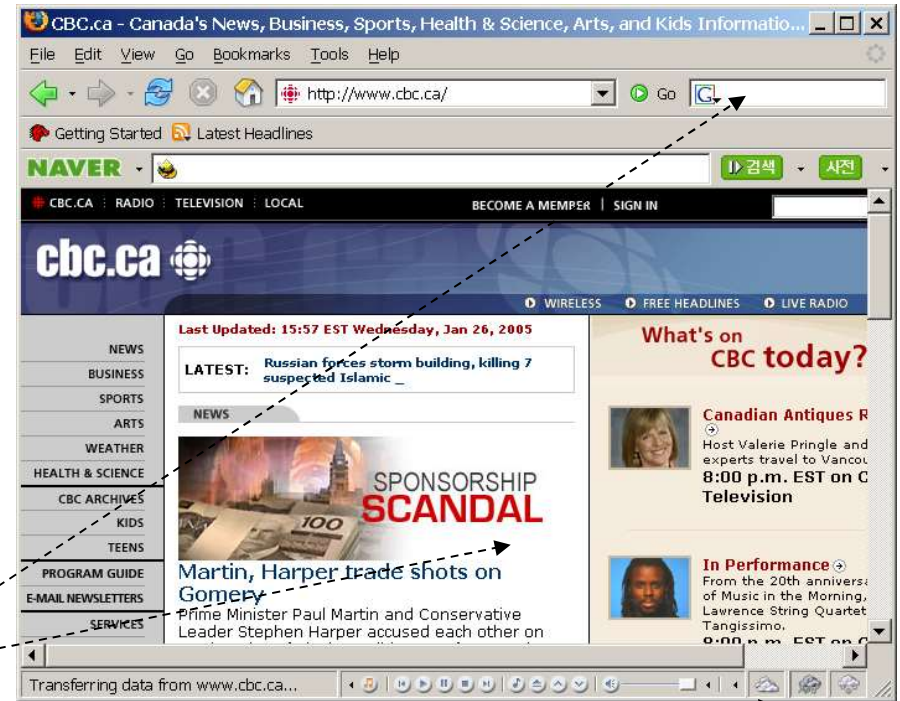 CBC.ca - Canada's News, Business, Sports, Health & Science, Arts, and Kids Informatio...
File Edit View Go Bookmarks Tools Help
http://www.cbc.ca/ Go G
Getting Started Latest Headlines
NAVER 검색 사전
CBC.CA RADIO TELEVISION LOCAL BECOME A MEMPER SIGN IN
cbc.ca
WIRELESS FREE HEADLINES LIVE RADIO
NEWS
BUSINESS
SPORTS
ARTS
WEATHER
HEALTH & SCIENCE
CBC ARCHIVES
KIDS
TEENS
PROGRAM GUIDE
E-MAIL NEWSLETTERS
SERVICES
Last Updated: 15:57 EST Wednesday, Jan 26, 2005
LATEST: Russian forces storm building, killing 7
suspected Islamic _
NEWS
100
SPONSORSHIP
SCANDAL
Martin, Harper trade shots on
Gomery
Prime Minister Paul Martin and Conservative
Leader Stephen Harper accused each other on
What's on
CBC today?
Canadian Antiques R
Host Valerie Pringle and
experts travel to Vancou
8:00 p.m. EST on C
Television
In Performance
From the 20th annivers
of Music in the Morning,
Lawrence String Quartet
Tangissimo.
8:00 p.m. EST on C
Transferring data from www.cbc.ca...